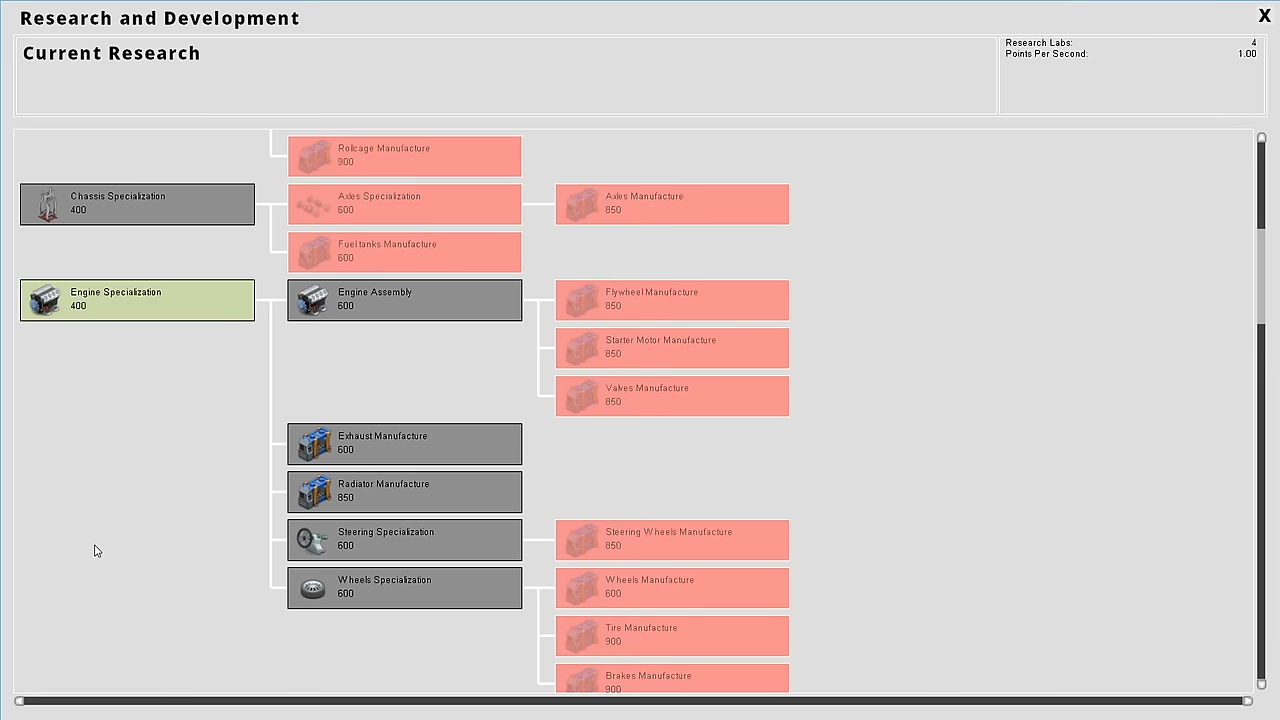 Research and Development
X
Current Research
Research Labs: 4
Points Per Second: 1.00
Rollcage Manufacture
900
Chassis Specialization
400
Axles Specialization
600
Axles Manufacture
850
Fuel tanks Manufacture
600
Engine Specialization
400
Engine Assembly
600
Flywheel Manufacture
850
Starter Motor Manufacture
850
Valves Manufacture
850
Exhaust Manufacture
600
Radiator Manufacture
850
Steering Specialization
600
Steering Wheels Manufacture
850
Wheels Specialization
600
Wheels Manufacture
600
Tire Manufacture
900
Brakes Manufacture
900